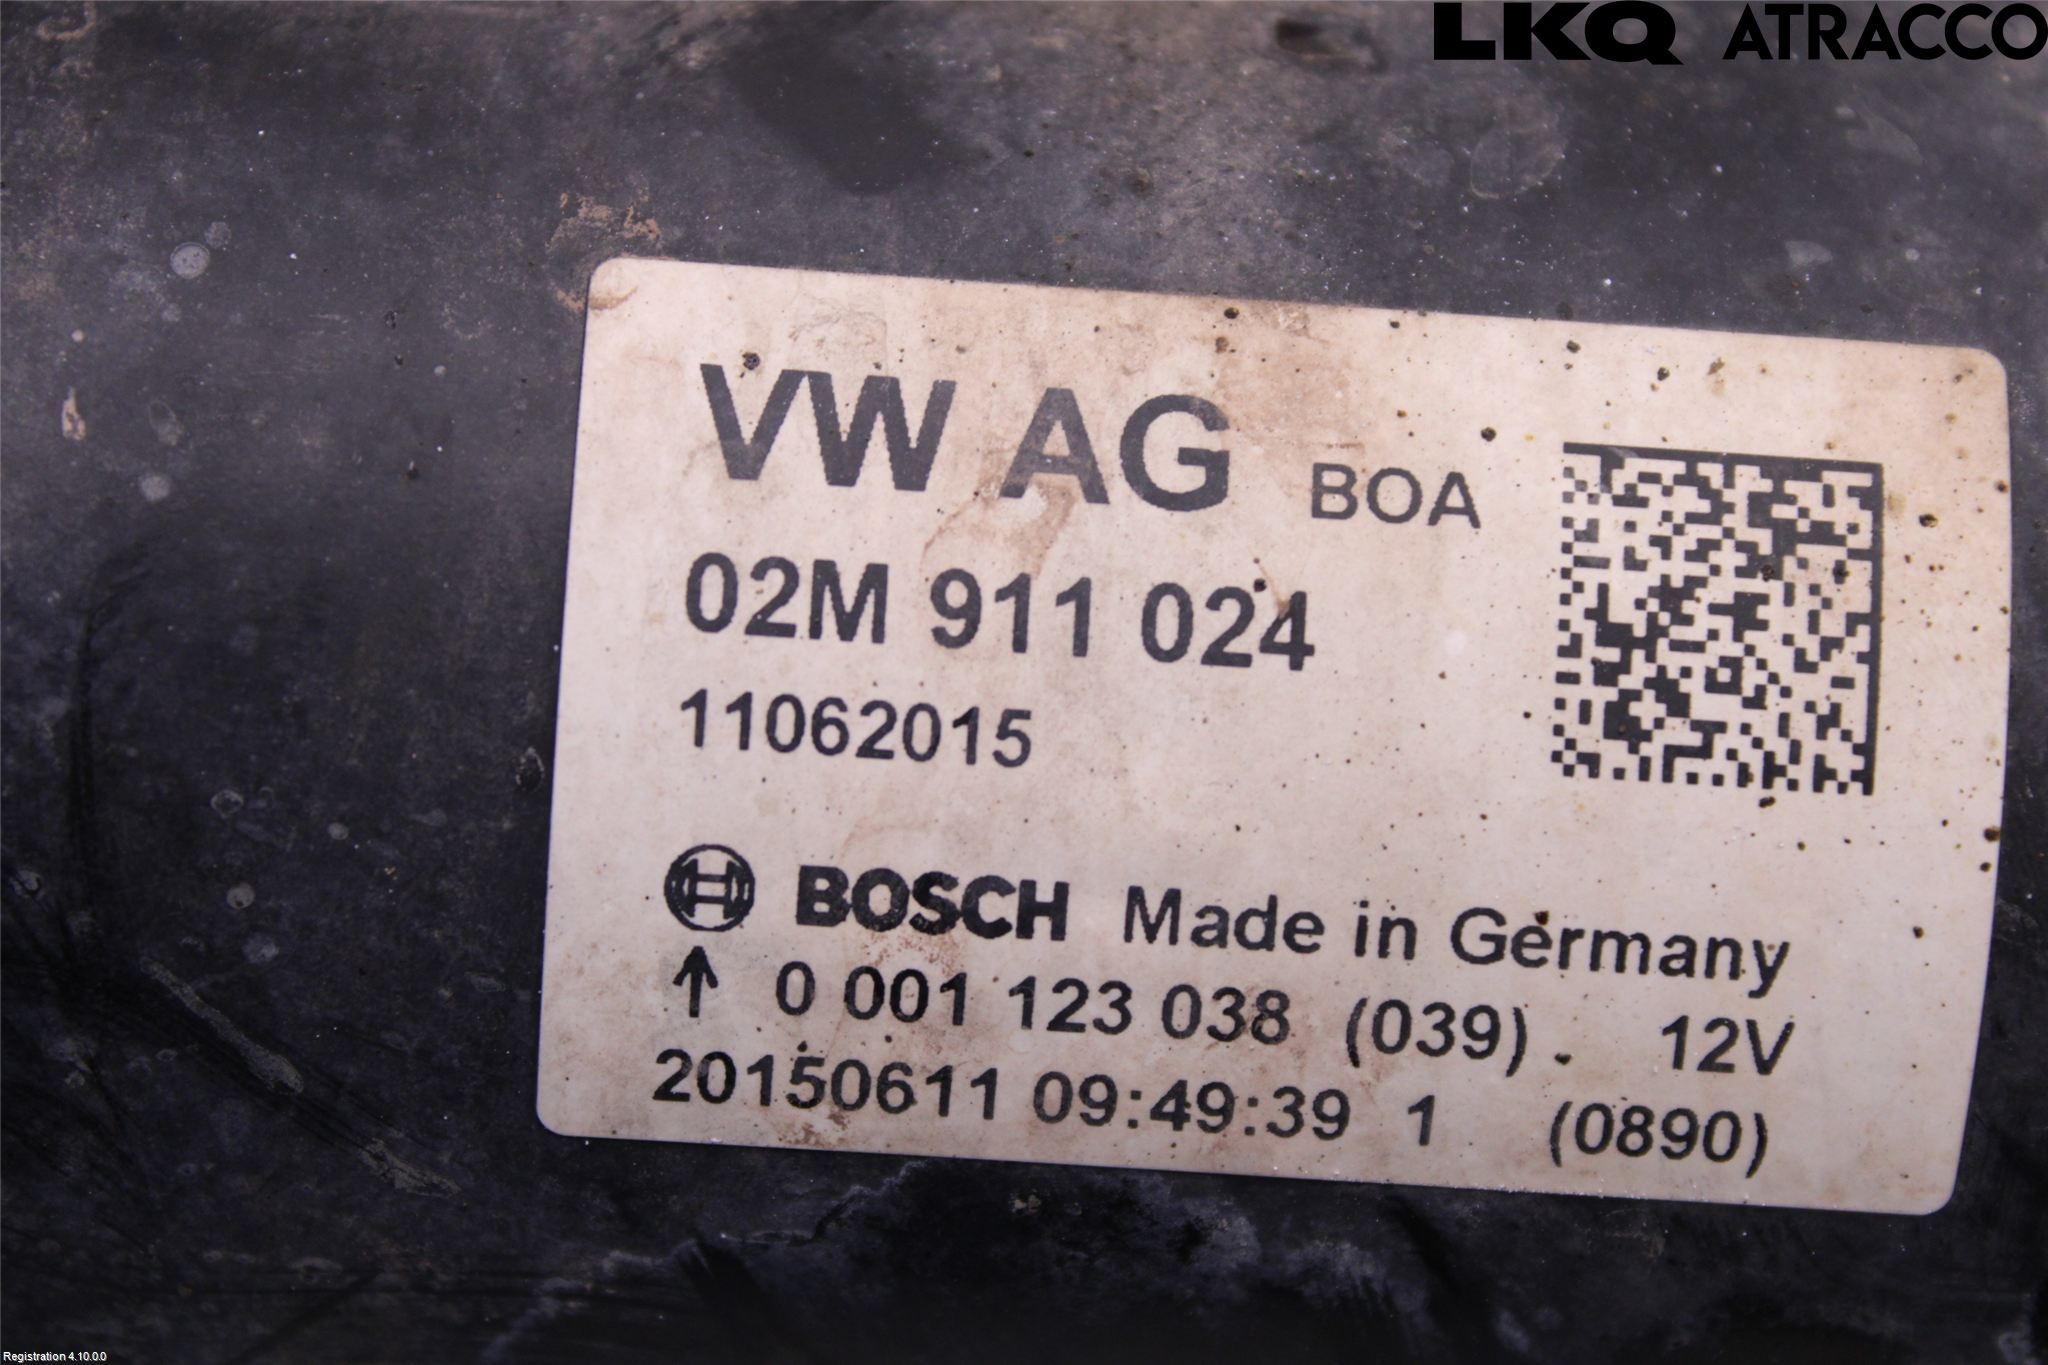 LKQ ATRACCO
VW AG BOA
02M 911 024
11062015
BOSCH Made in Germany
↑ 0 001 123 038 (039) 12V
20150611 09:49:39 1 (0890)
Registration 4.10.0.0